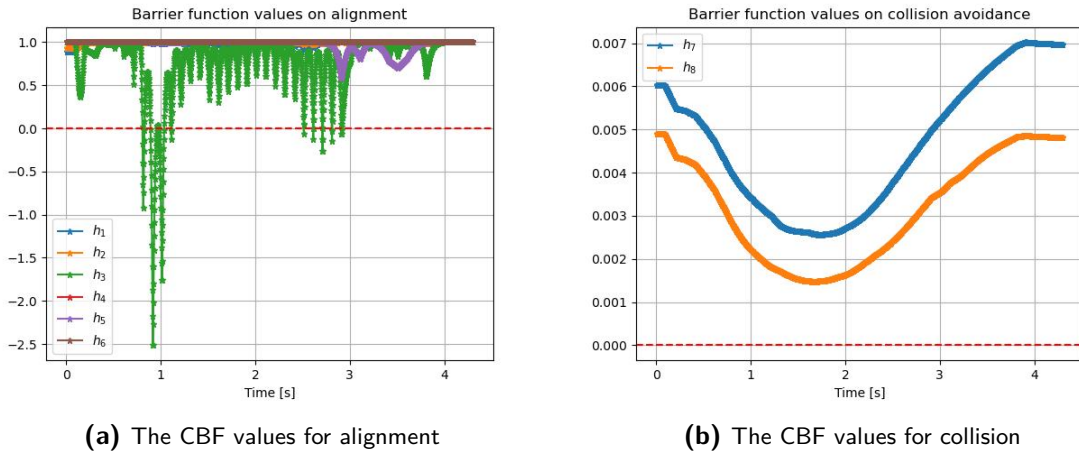 Barrier function values on alignment
1.0
0.5
0.0
−0.5
−1.0
−1.5
−2.0
−2.5
h₁
h₂
h₃
h₄
h₅
h₆
0 1 2 3 4
Time [s]
(a) The CBF values for alignment
Barrier function values on collision avoidance
0.007
0.006
0.005
0.004
0.003
0.002
0.001
0.000
h₇
h₈
0 1 2 3 4
Time [s]
(b) The CBF values for collision